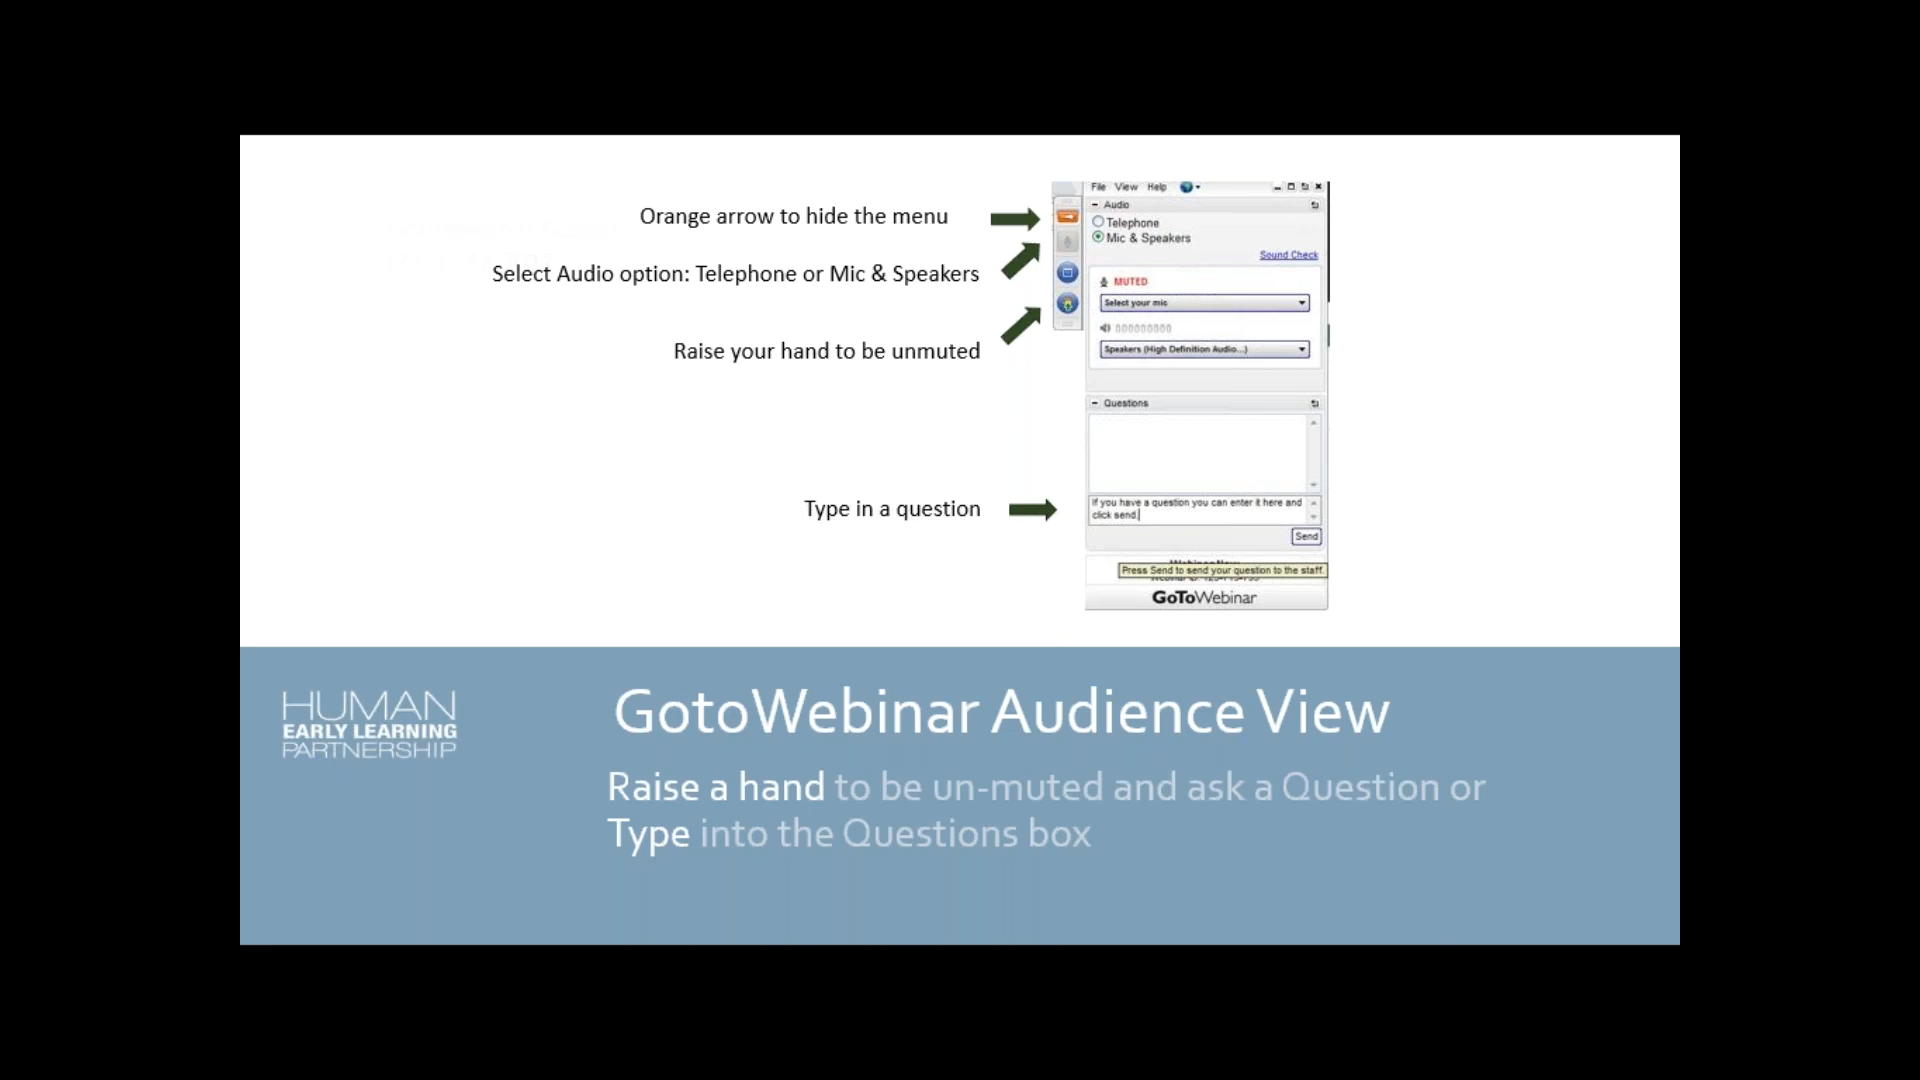 File View Help
Orange arrow to hide the menu
Audio
Telephone
Mic & Speakers
Sound Check
Select Audio option: Telephone or Mic & Speakers
MUTED
Select your mic
Raise your hand to be unmuted
Speakers (High Definition Audio...)
Questions
Type in a question
If you have a question you can enter it here and
click send.
Send
Press Send to send your question to the staff.
GoToWebinar
HUMAN
EARLY LEARNING
PARTNERSHIP
GotoWebinar Audience View
Raise a hand to be un-muted and ask a Question or
Type into the Questions box